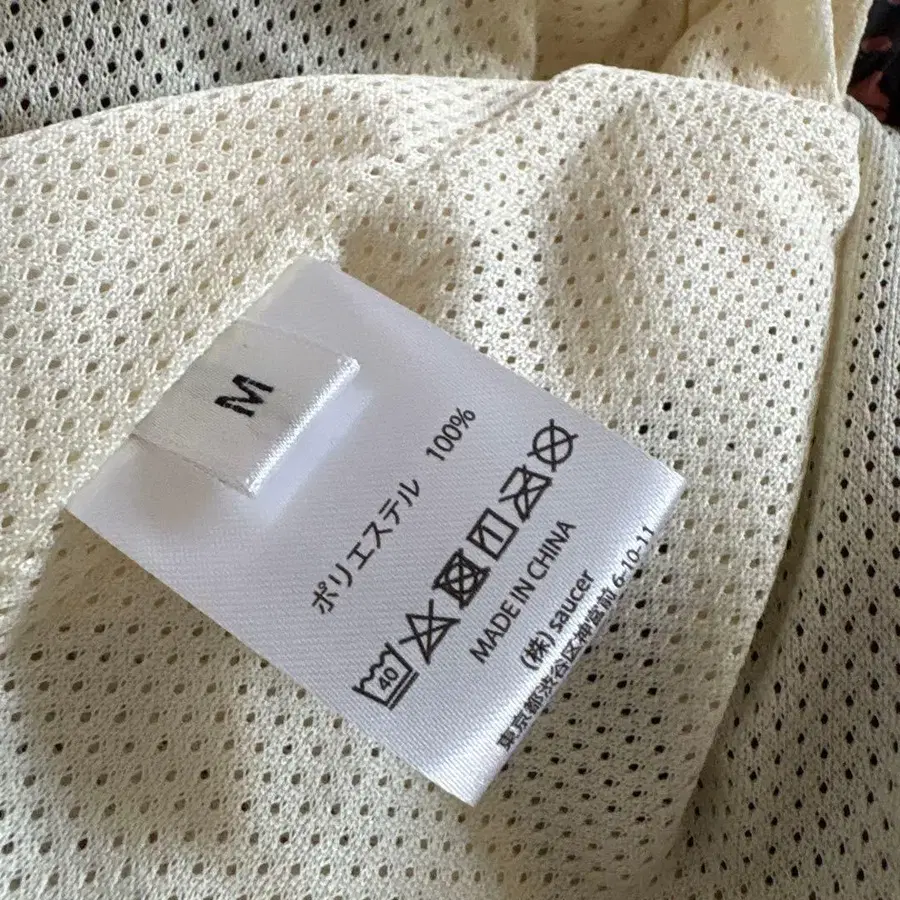 M
ポリエステル 100%
40
MADE IN CHINA
(株) saucer
東京都渋谷区神宮前 6-10-11